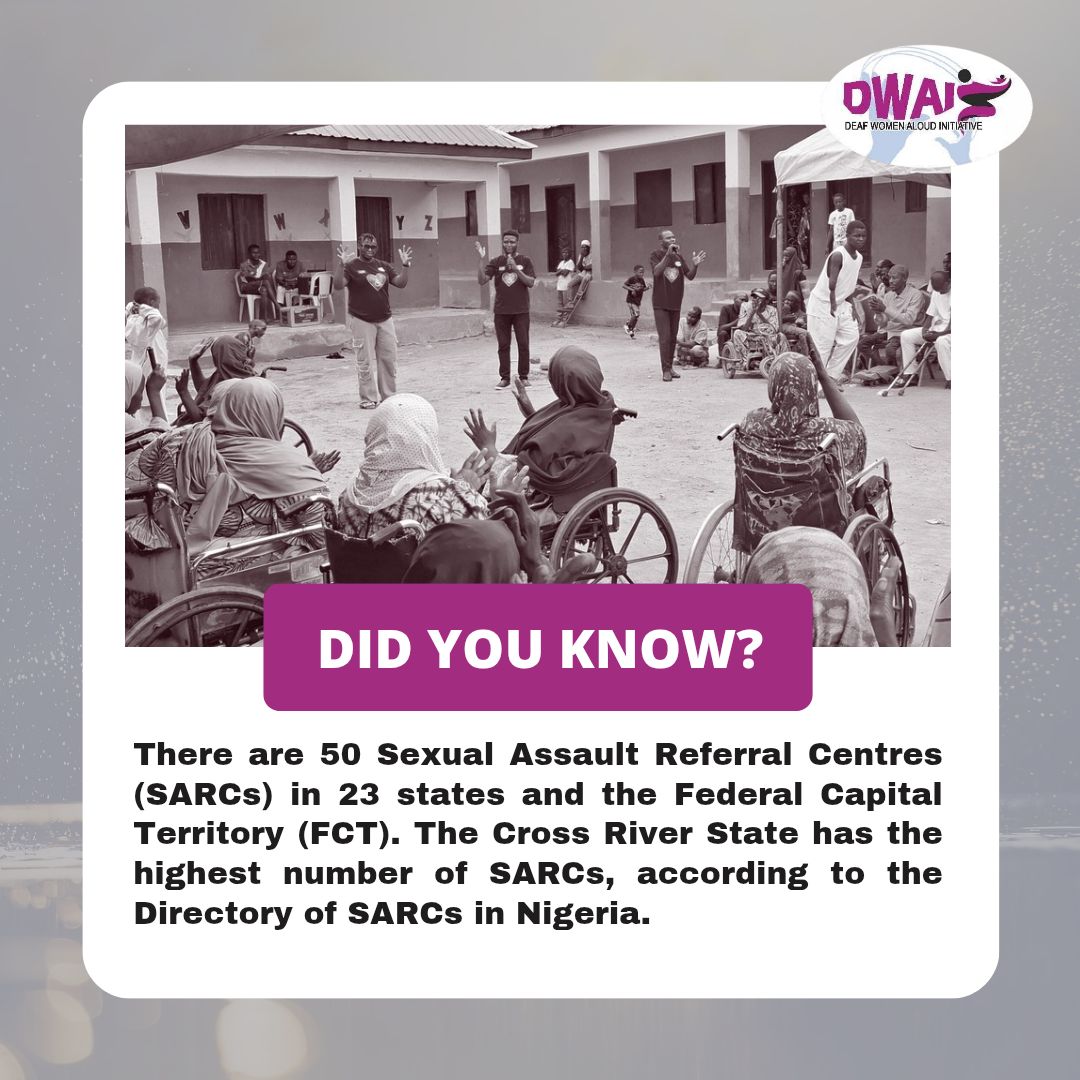 DWAI
DEAF WOMEN ALOUD INITIATIVE
V W X Y Z
DID YOU KNOW?
There are 50 Sexual Assault Referral Centres
(SARCs) in 23 states and the Federal Capital
Territory (FCT). The Cross River State has the
highest number of SARCs, according to the
Directory of SARCs in Nigeria.